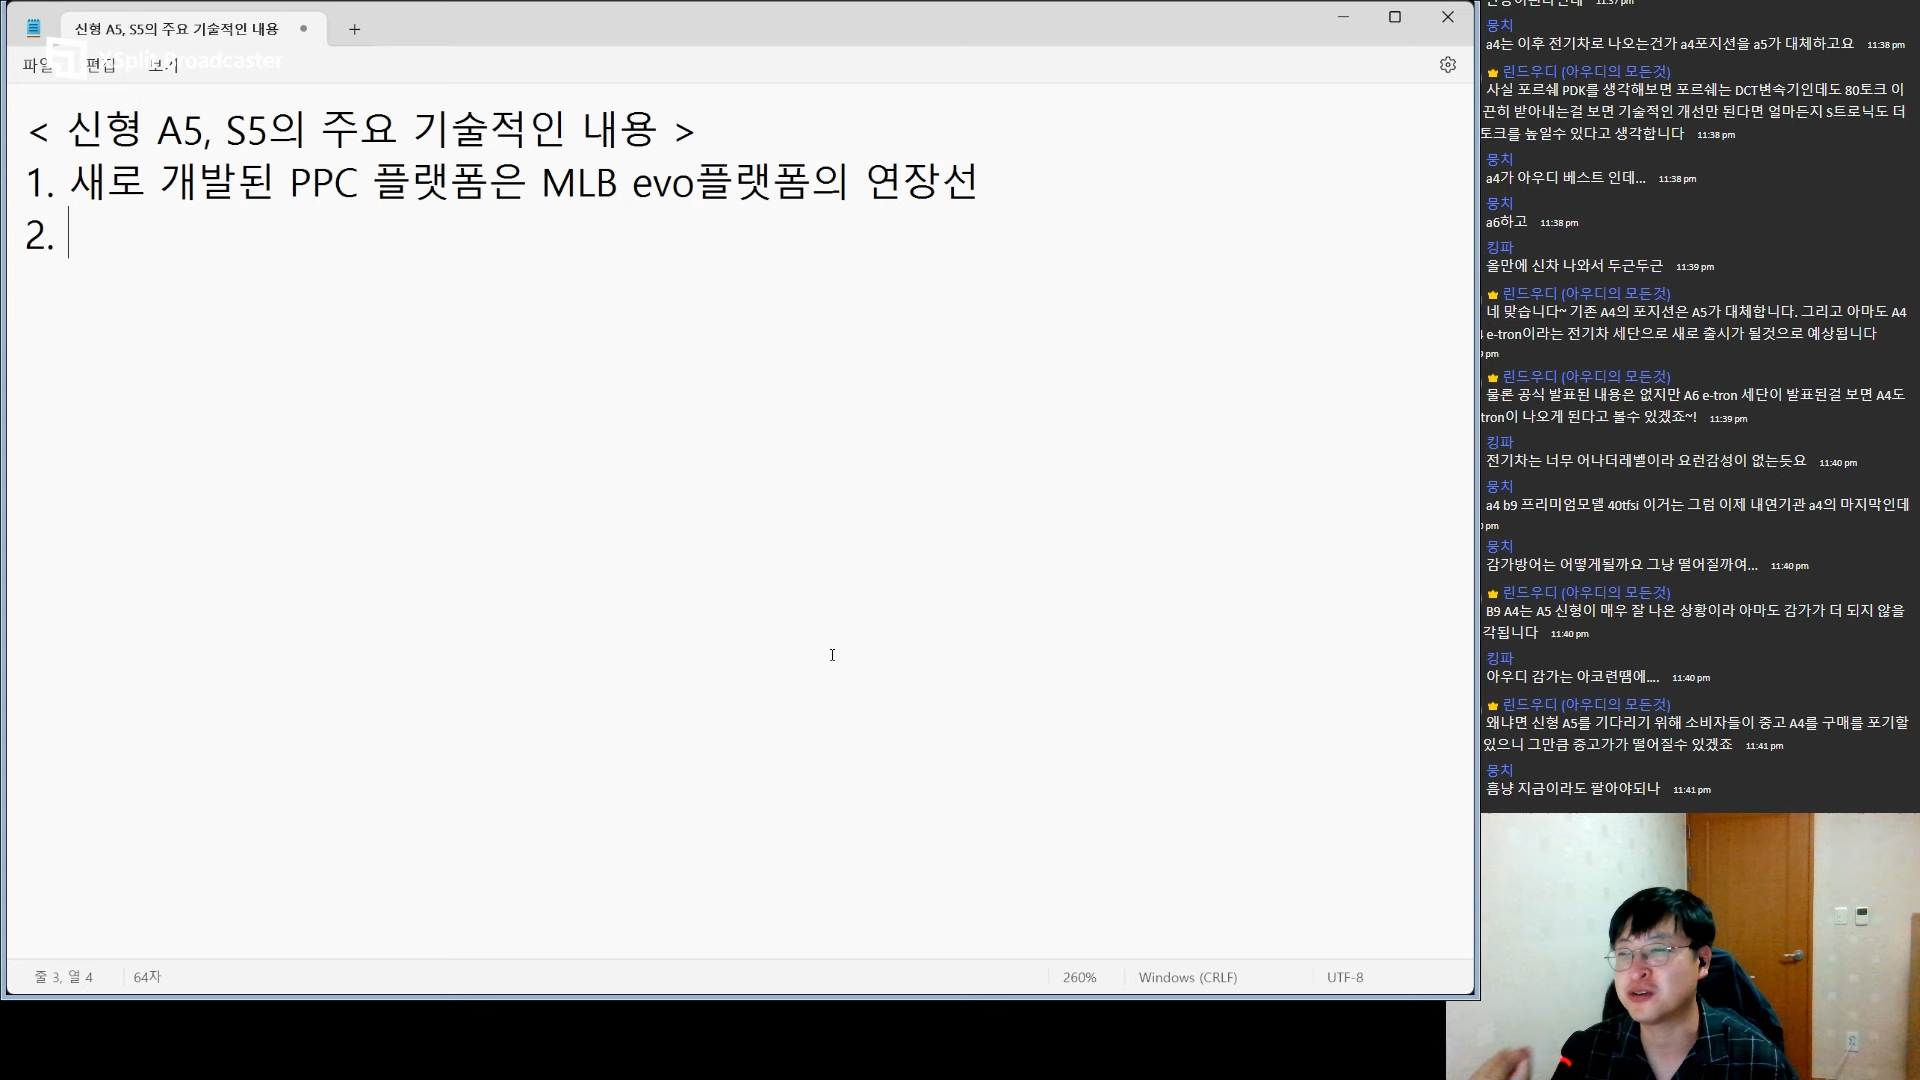 신형 A5, S5의 주요 기술적인 내용
파일 편집 보기
XSplit Broadcaster
< 신형 A5, S5의 주요 기술적인 내용 >
1. 새로 개발된 PPC 플랫폼은 MLB evo플랫폼의 연장선
2.
줄 3, 열 4 64자 260% Windows (CRLF) UTF-8
11:37 pm
뭉치
a4는 이후 전기차로 나오는건가 a4포지션을 a5가 대체하고요 11:38 pm
린드우디 (아우디의 모든것)
사실 포르쉐 PDK를 생각해보면 포르쉐는 DCT변속기인데도 80토크 이
끈히 받아내는걸 보면 기술적인 개선만 된다면 얼마든지 S트로닉도 더
토크를 높일수 있다고 생각합니다 11:38 pm
뭉치
a4가 아우디 베스트 인데... 11:38 pm
뭉치
a6하고 11:38 pm
킹파
올만에 신차 나와서 두근두근 11:39 pm
린드우디 (아우디의 모든것)
네 맞습니다~ 기존 A4의 포지션은 A5가 대체합니다. 그리고 아마도 A4
e-tron이라는 전기차 세단으로 새로 출시가 될것으로 예상됩니다
pm
린드우디 (아우디의 모든것)
물론 공식 발표된 내용은 없지만 A6 e-tron 세단이 발표된걸 보면 A4도
tron이 나오게 된다고 볼수 있겠죠~! 11:39 pm
킹파
전기차는 너무 어나더레벨이라 요런감성이 없는듯요 11:40 pm
뭉치
a4 b9 프리미엄모델 40tfsi 이거는 그럼 이제 내연기관 a4의 마지막인데
pm
뭉치
감가방어는 어떻게될까요 그냥 떨어질까여... 11:40 pm
린드우디 (아우디의 모든것)
B9 A4는 A5 신형이 매우 잘 나온 상황이라 아마도 감가가 더 되지 않을
각됩니다 11:40 pm
킹파
아우디 감가는 아코련땜에.... 11:40 pm
린드우디 (아우디의 모든것)
왜냐면 신형 A5를 기다리기 위해 소비자들이 중고 A4를 구매를 포기할
있으니 그만큼 중고가가 떨어질수 있겠죠 11:41 pm
뭉치
흠냥 지금이라도 팔아야되나 11:41 pm